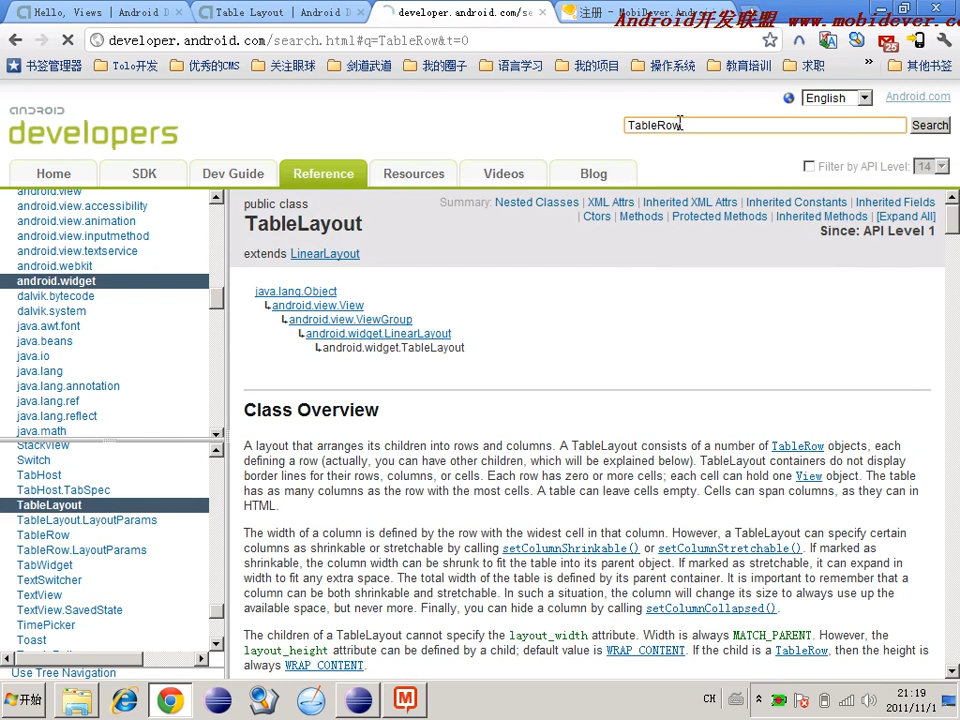 Hello, Views | Android D
Table Layout | Android D
developer.android.com/se
注册 - MobiDever.
Android开发联盟 www.mobidever.c
developer.android.com/search.html#q=TableRow&t=0
25
书签管理器 Tolo开发 优秀的CMS 关注眼球 剑道武道 我的圈子 语言学习 我的项目 操作系统 教育培训 求职 » 其他书签
English Android.com
ANDROID
developers
TableRow Search
Home SDK Dev Guide Reference Resources Videos Blog
Filter by API Level: 14
android.view
android.view.accessibility
android.view.animation
android.view.inputmethod
android.view.textservice
android.webkit
android.widget
dalvik.bytecode
dalvik.system
java.awt.font
java.beans
java.io
java.lang
java.lang.annotation
java.lang.ref
java.lang.reflect
java.math
StackView
Switch
TabHost
TabHost.TabSpec
TableLayout
TableLayout.LayoutParams
TableRow
TableRow.LayoutParams
TabWidget
TextSwitcher
TextView
TextView.SavedState
TimePicker
Toast
Use Tree Navigation
public class
TableLayout
extends LinearLayout
Summary: Nested Classes | XML Attrs | Inherited XML Attrs | Inherited Constants | Inherited Fields
| Ctors | Methods | Protected Methods | Inherited Methods | [Expand All]
Since: API Level 1
java.lang.Object
↳android.view.View
↳android.view.ViewGroup
↳android.widget.LinearLayout
↳android.widget.TableLayout
Class Overview
A layout that arranges its children into rows and columns. A TableLayout consists of a number of TableRow objects, each
defining a row (actually, you can have other children, which will be explained below). TableLayout containers do not display
border lines for their rows, columns, or cells. Each row has zero or more cells; each cell can hold one View object. The table
has as many columns as the row with the most cells. A table can leave cells empty. Cells can span columns, as they can in
HTML.
The width of a column is defined by the row with the widest cell in that column. However, a TableLayout can specify certain
columns as shrinkable or stretchable by calling setColumnShrinkable() or setColumnStretchable(). If marked as
shrinkable, the column width can be shrunk to fit the table into its parent object. If marked as stretchable, it can expand in
width to fit any extra space. The total width of the table is defined by its parent container. It is important to remember that a
column can be both shrinkable and stretchable. In such a situation, the column will change its size to always use up the
available space, but never more. Finally, you can hide a column by calling setColumnCollapsed().
The children of a TableLayout cannot specify the layout_width attribute. Width is always MATCH_PARENT. However, the
layout_height attribute can be defined by a child; default value is WRAP_CONTENT. If the child is a TableRow, then the height is
always WRAP_CONTENT.
开始
CH
21:19
2011/11/1